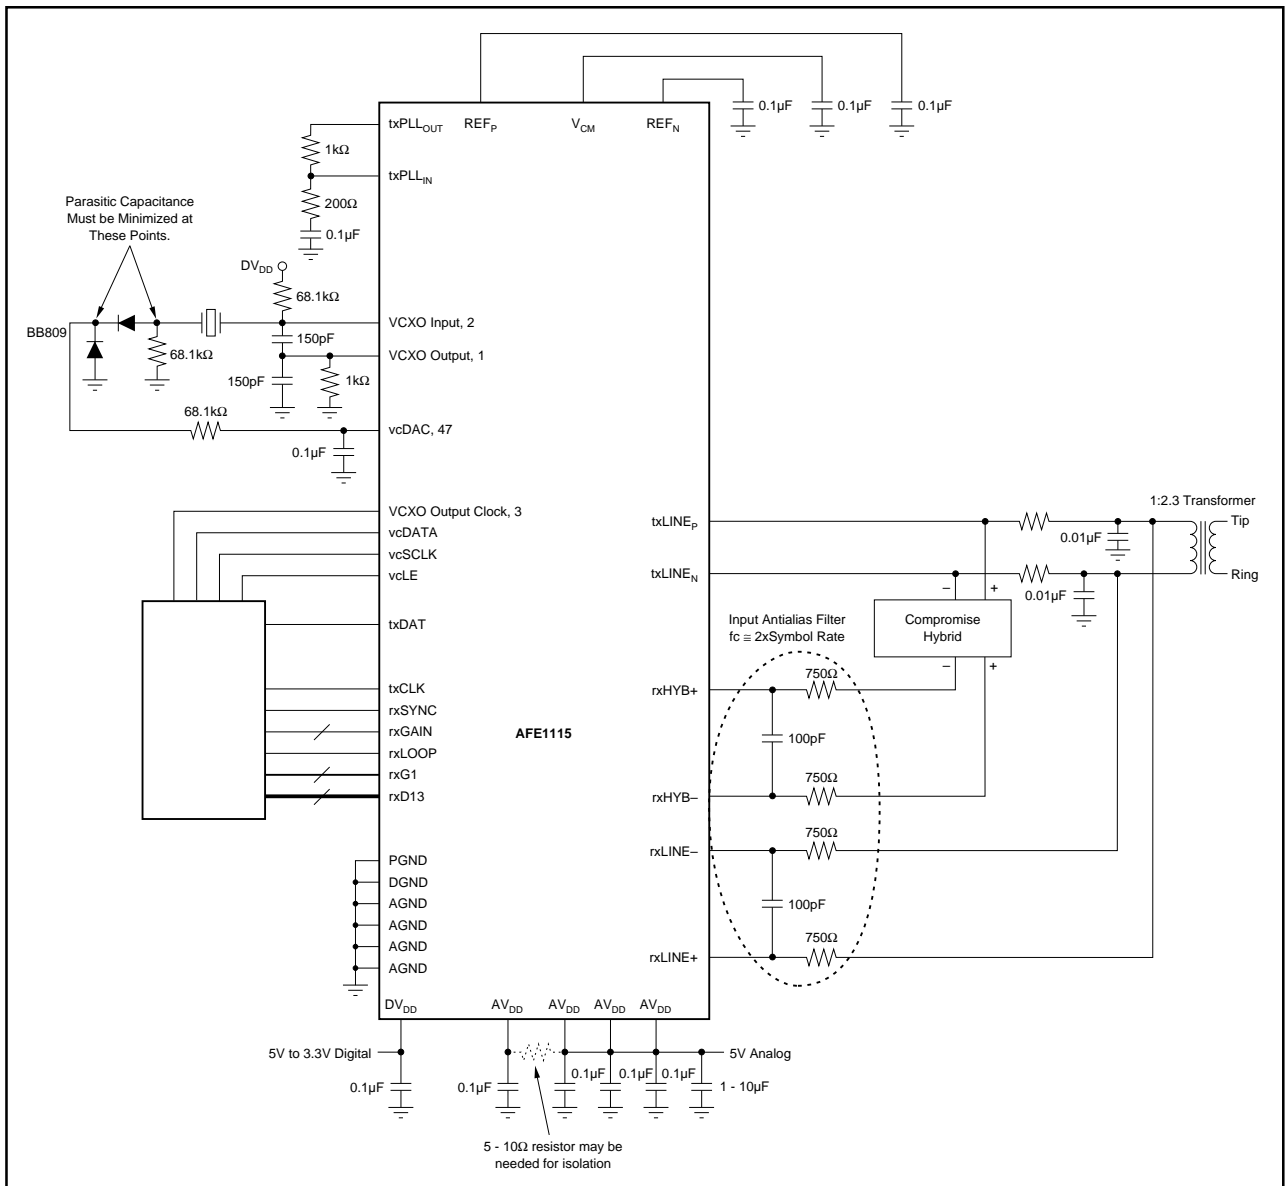 0.1µF
0.1µF
0.1µF
txPLLOUT
REFP
VCM
REFN
1kΩ
txPLLIN
Parasitic Capacitance
Must be Minimized at
These Points.
200Ω
0.1µF
DVDD
68.1kΩ
BB809
VCXO Input, 2
150pF
68.1kΩ
VCXO Output, 1
150pF
1kΩ
68.1kΩ
vcDAC, 47
0.1µF
VCXO Output Clock, 3
vcDATA
vcSCLK
vcLE
txDAT
txCLK
rxSYNC
rxGAIN
rxLOOP
rxG1
rxD13
AFE1115
txLINEP
txLINEN
1:2.3 Transformer
Tip
0.01µF
Ring
0.01µF
– +
Compromise
Hybrid
– +
Input Antialias Filter
fc ≅ 2xSymbol Rate
750Ω
rxHYB+
100pF
750Ω
rxHYB–
750Ω
rxLINE–
100pF
750Ω
rxLINE+
PGND
DGND
AGND
AGND
AGND
AGND
DVDD
AVDD
AVDD
AVDD
AVDD
5V to 3.3V Digital
5V Analog
0.1µF
0.1µF
0.1µF
0.1µF
0.1µF
1 - 10µF
5 - 10Ω resistor may be
needed for isolation